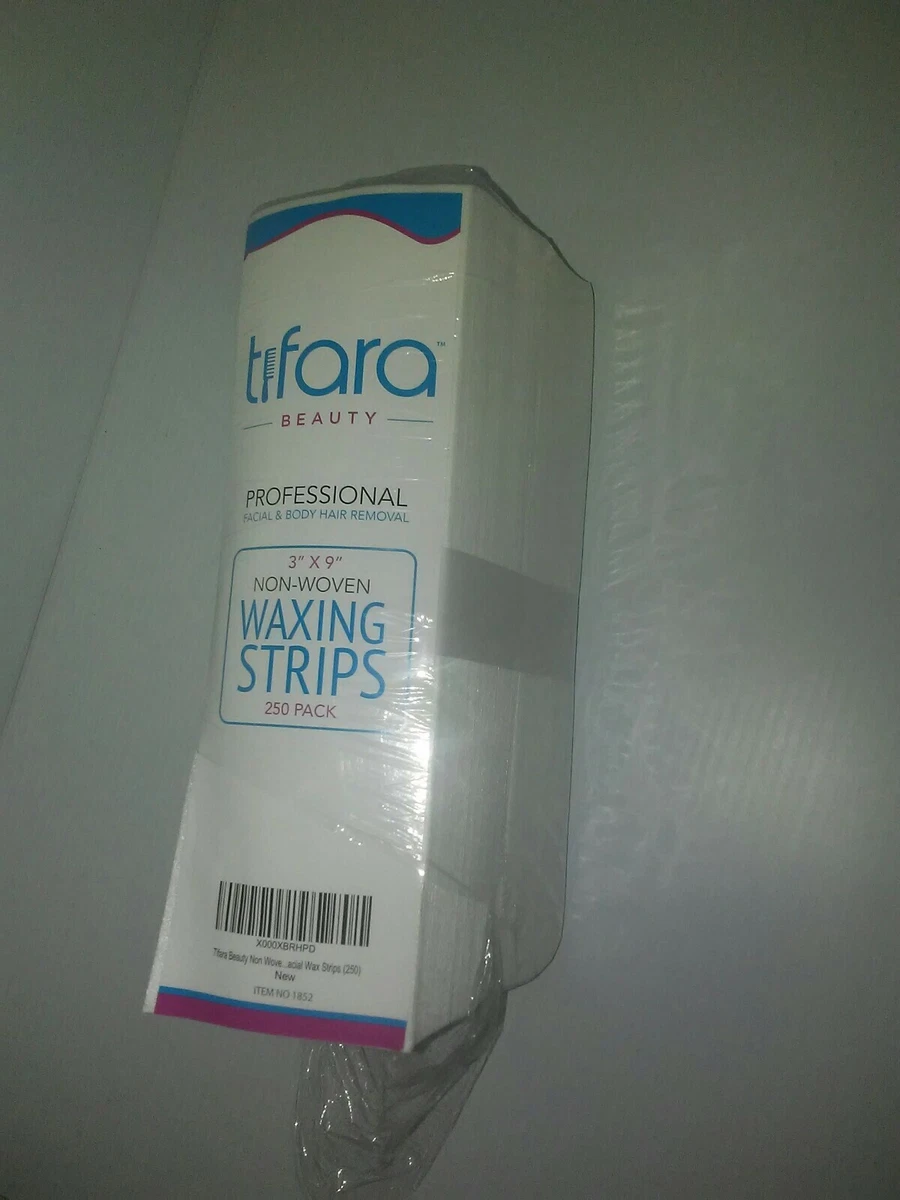 tifara™
BEAUTY
PROFESSIONAL
FACIAL & BODY HAIR REMOVAL
3" X 9"
NON-WOVEN
WAXING
STRIPS
250 PACK
X000XBRHPD
Tifara Beauty Non Wove...acial Wax Strips (250)
New
ITEM NO 1852